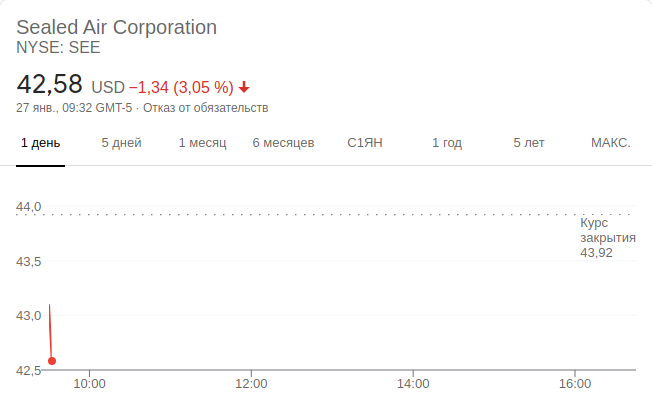 Sealed Air Corporation
NYSE: SEE
42,58 USD −1,34 (3,05 %)
27 янв., 09:32 GMT-5 · Отказ от обязательств
1 день 5 дней 1 месяц 6 месяцев С1ЯН 1 год 5 лет МАКС.
44,0
Курс
закрытия
43,92
43,5
43,0
42,5
10:00 12:00 14:00 16:00